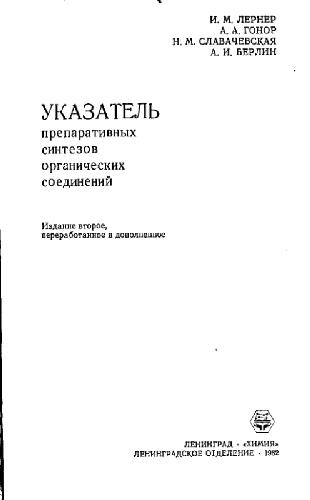 И. М. ЛЕРНЕР
А. А. ГОНОР
Н. М. СЛАВАЧЕВСКАЯ
А. И. БЕРЛИН
УКАЗАТЕЛЬ
препаративных
синтезов
органических
соединений
Издание второе,
переработанное и дополненное
ЛЕНИНГРАД · «ХИМИЯ»
ЛЕНИНГРАДСКОЕ ОТДЕЛЕНИЕ · 1982